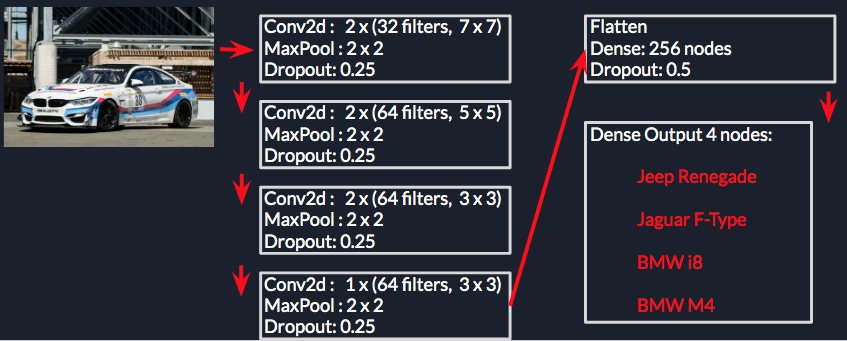 Conv2d : 2 x (32 filters, 7 x 7)
MaxPool : 2 x 2
Dropout: 0.25
Conv2d : 2 x (64 filters, 5 x 5)
MaxPool : 2 x 2
Dropout: 0.25
Conv2d : 2 x (64 filters, 3 x 3)
MaxPool : 2 x 2
Dropout: 0.25
Conv2d : 1 x (64 filters, 3 x 3)
MaxPool : 2 x 2
Dropout: 0.25
Flatten
Dense: 256 nodes
Dropout: 0.5
Dense Output 4 nodes:
Jeep Renegade
Jaguar F-Type
BMW i8
BMW M4